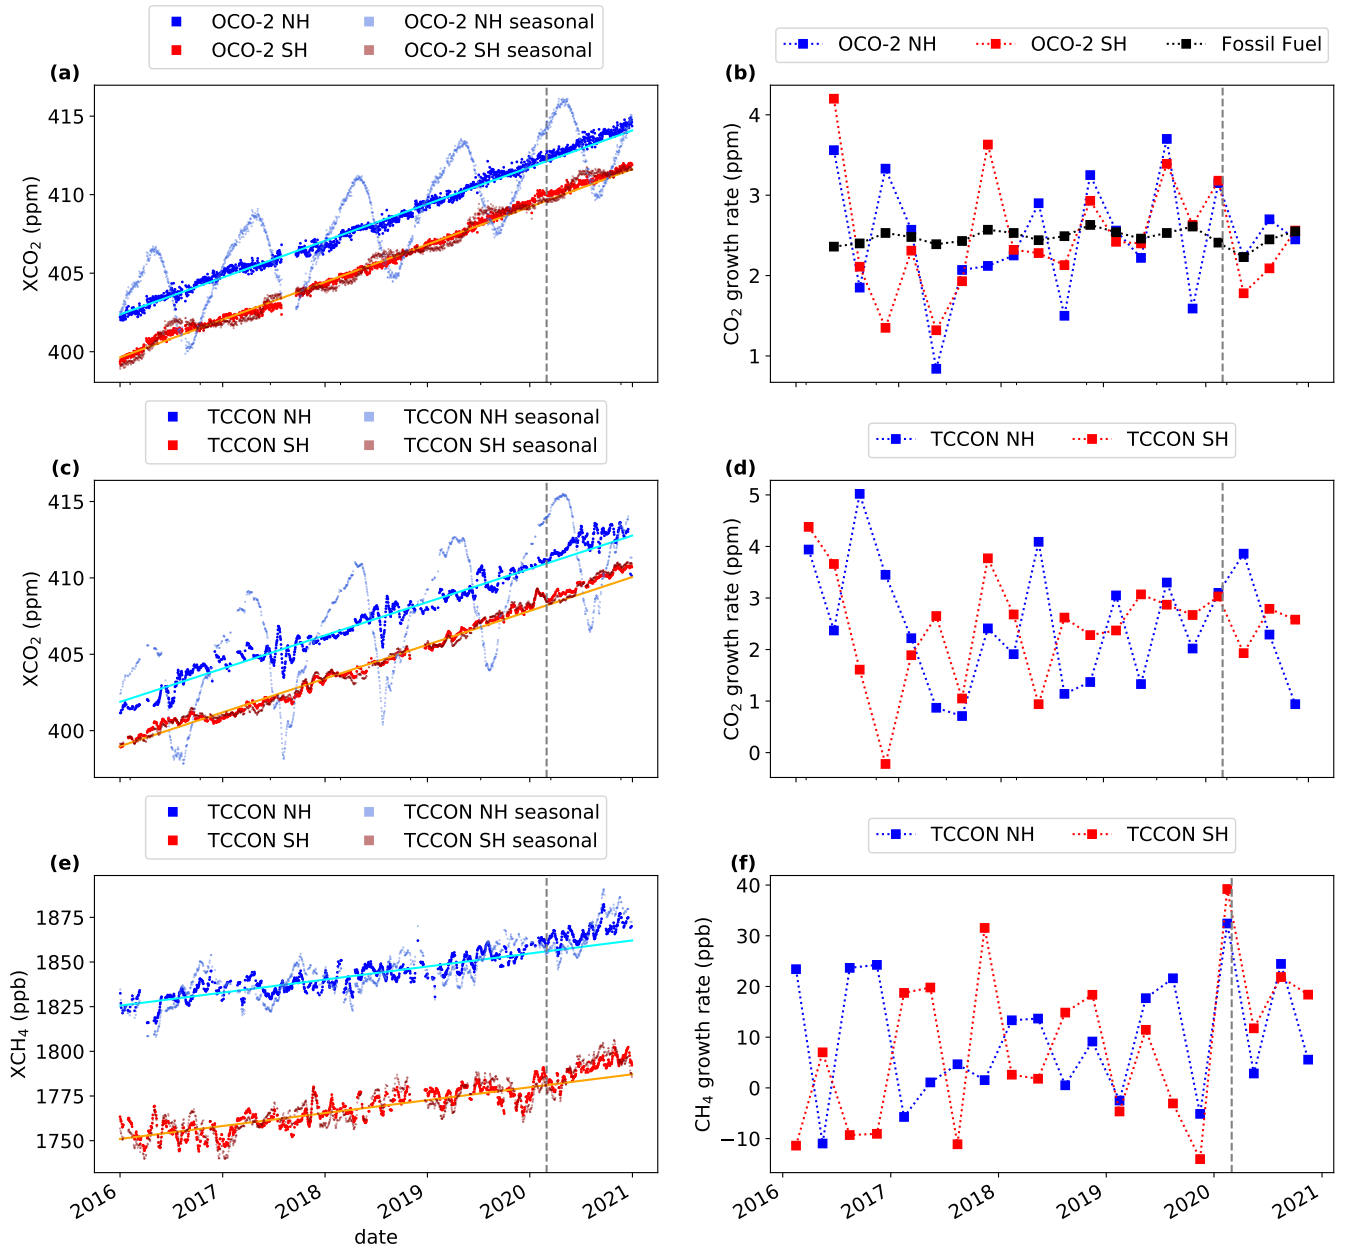 OCO-2 NH OCO-2 NH seasonal
OCO-2 SH OCO-2 SH seasonal
(a)
XCO₂ (ppm)
415
410
405
400
OCO-2 NH OCO-2 SH Fossil Fuel
(b)
CO₂ growth rate (ppm)
4
3
2
1
TCCON NH TCCON NH seasonal
TCCON SH TCCON SH seasonal
(c)
XCO₂ (ppm)
415
410
405
400
TCCON NH TCCON SH
(d)
CO₂ growth rate (ppm)
5
4
3
2
1
0
TCCON NH TCCON NH seasonal
TCCON SH TCCON SH seasonal
(e)
XCH₄ (ppb)
1875
1850
1825
1800
1775
1750
2016 2017 2018 2019 2020 2021
date
TCCON NH TCCON SH
(f)
CH₄ growth rate (ppb)
40
30
20
10
0
−10
2016 2017 2018 2019 2020 2021